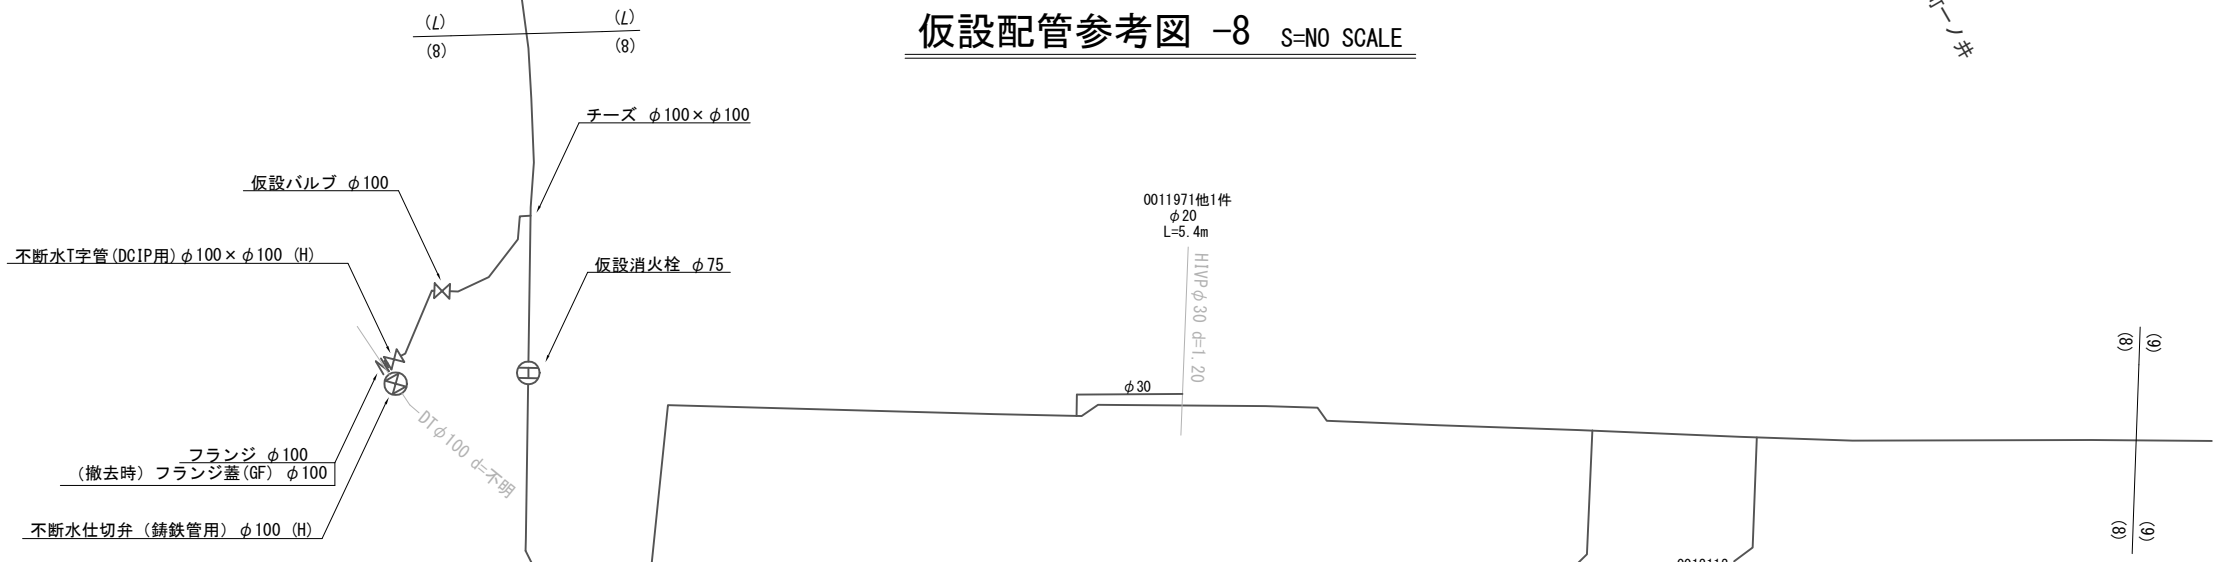 仮設配管参考図 -8 S=NO SCALE
(L)
(8)
(L)
(8)
ーノ井
チーズ φ100×φ100
仮設バルブ φ100
不断水T字管(DCIP用)φ100×φ100 (H)
仮設消火栓 φ75
0011971他1件
φ20
L=5.4m
HIVPφ30 d=1.20
φ30
(8)
(9)
フランジ φ100
(撤去時) フランジ蓋(GF) φ100
DTφ100 d=不明
不断水仕切弁 (鋳鉄管用) φ100 (H)
(8)
(9)